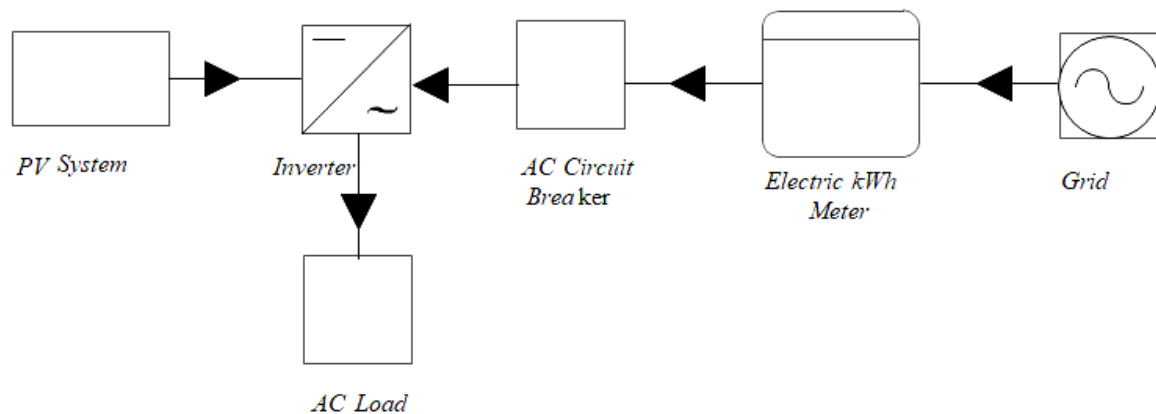 PV System
Inverter
AC Circuit
Breaker
Electric kWh
Meter
Grid
AC Load